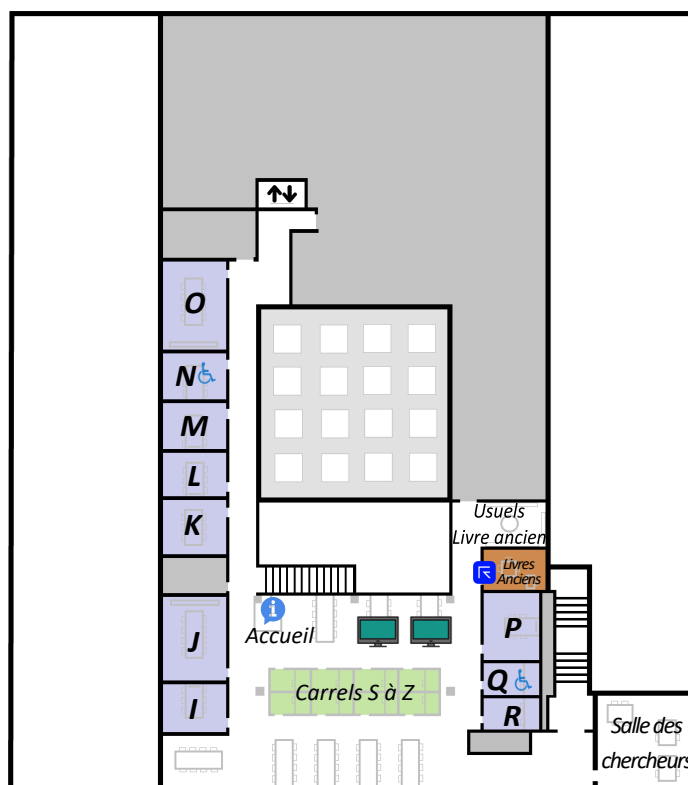 O
N
M
L
K
Usuels
Livre ancien
Livres
Anciens
J
Accueil
P
Q
I
Carrels S à Z
R
Salle des
chercheurs